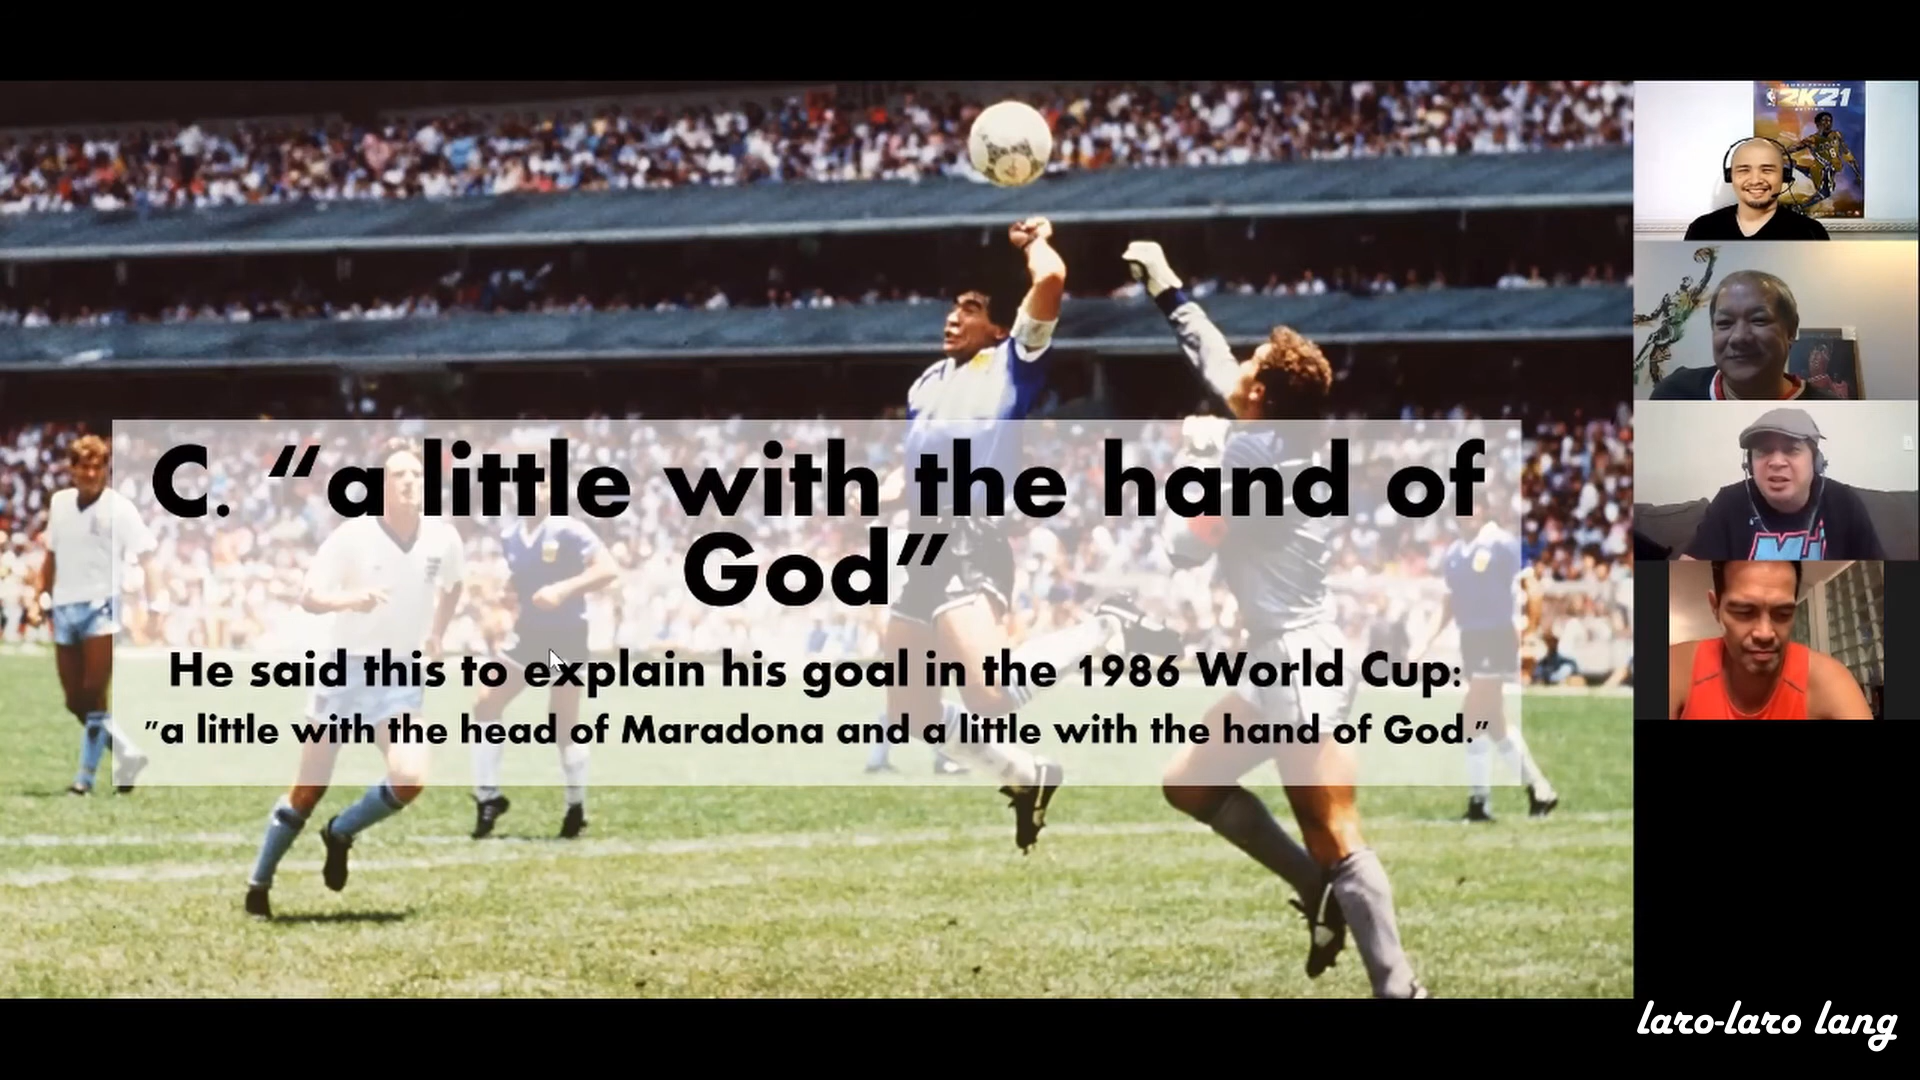 C. “a little with the hand of
God”
He said this to explain his goal in the 1986 World Cup:
"a little with the head of Maradona and a little with the hand of God."
2K21
laro-laro lang